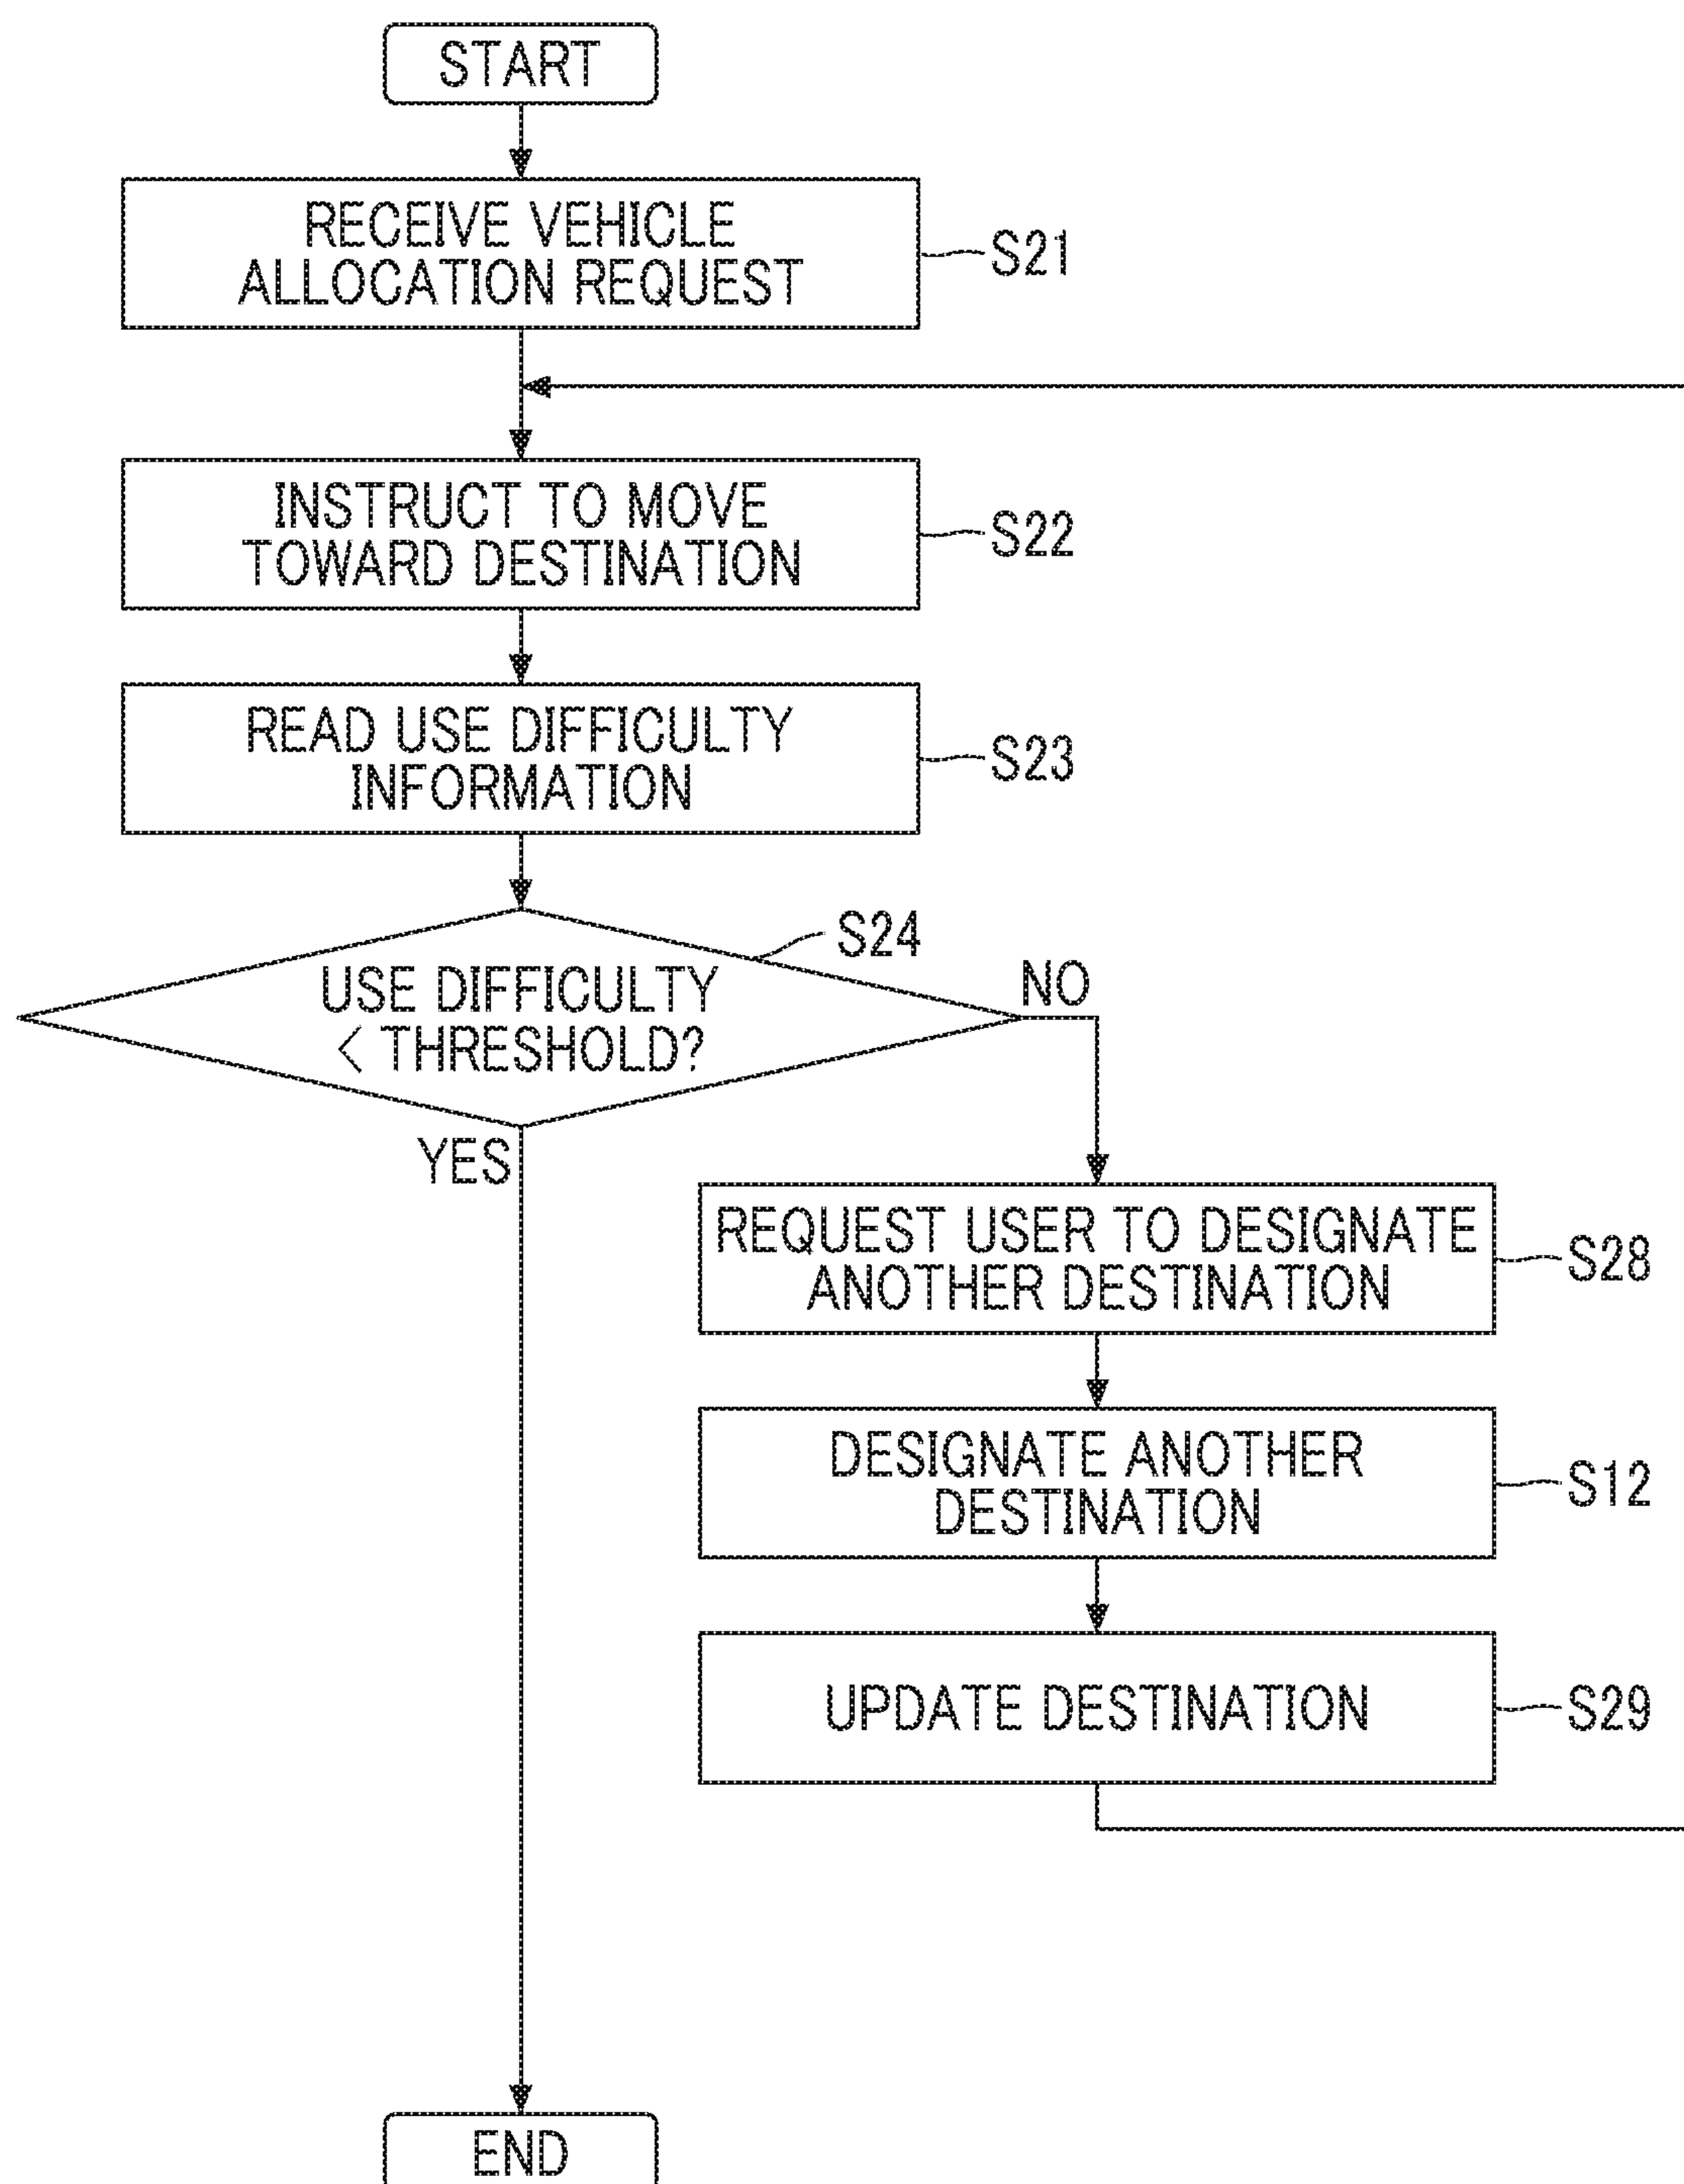 START
RECEIVE VEHICLE
ALLOCATION REQUEST
S21
INSTRUCT TO MOVE
TOWARD DESTINATION
S22
READ USE DIFFICULTY
INFORMATION
S23
S24
USE DIFFICULTY
< THRESHOLD?
NO
YES
REQUEST USER TO DESIGNATE
ANOTHER DESTINATION
S28
DESIGNATE ANOTHER
DESTINATION
S12
UPDATE DESTINATION
S29
END